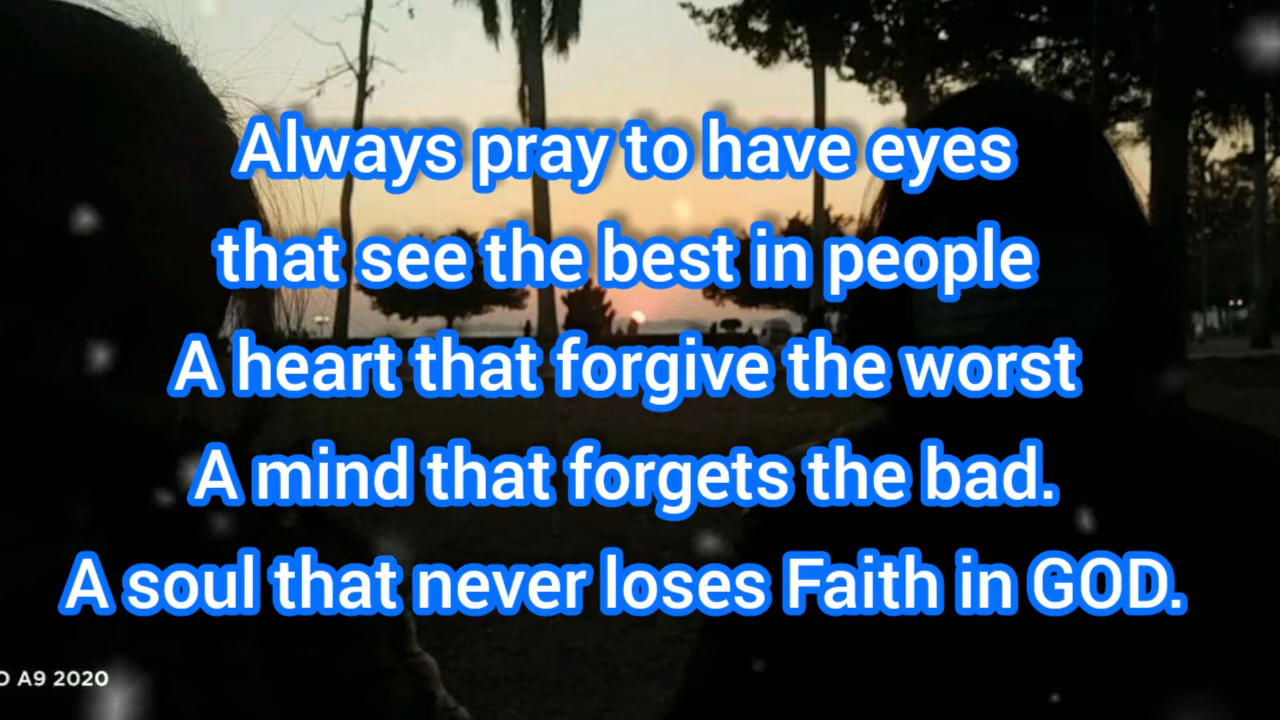 Always pray to have eyes
that see the best in people
A heart that forgive the worst
A mind that forgets the bad.
A soul that never loses Faith in GOD.
O A9 2020